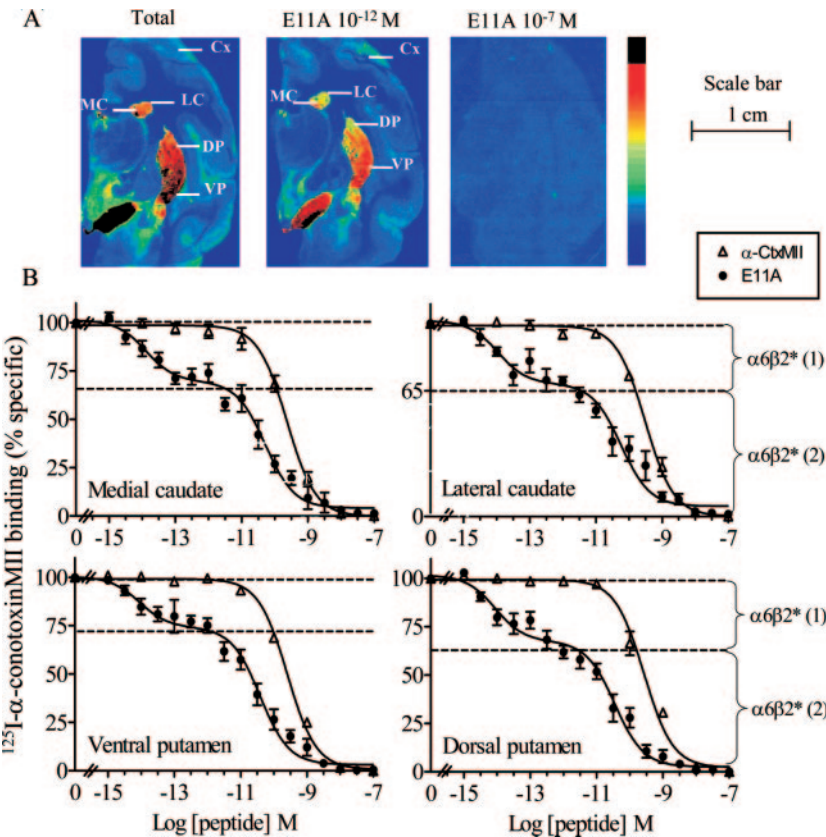 A
Total
E11A 10⁻¹² M
E11A 10⁻⁷ M
Cx
MC
LC
DP
VP
Cx
LC
DP
VP
Scale bar
1 cm
α-CtxMII
E11A
B
¹²⁵I-α-conotoxinMII binding (% specific)
100
75
50
25
0
Medial caudate
0 -15 -13 -11 -9 -7
65
0
Lateral caudate
0 -15 -13 -11 -9 -7
α6β2* (1)
α6β2* (2)
100
75
50
25
0
Ventral putamen
0 -15 -13 -11 -9 -7
Log [peptide] M
100
75
50
25
0
Dorsal putamen
0 -15 -13 -11 -9 -7
Log [peptide] M
α6β2* (1)
α6β2* (2)